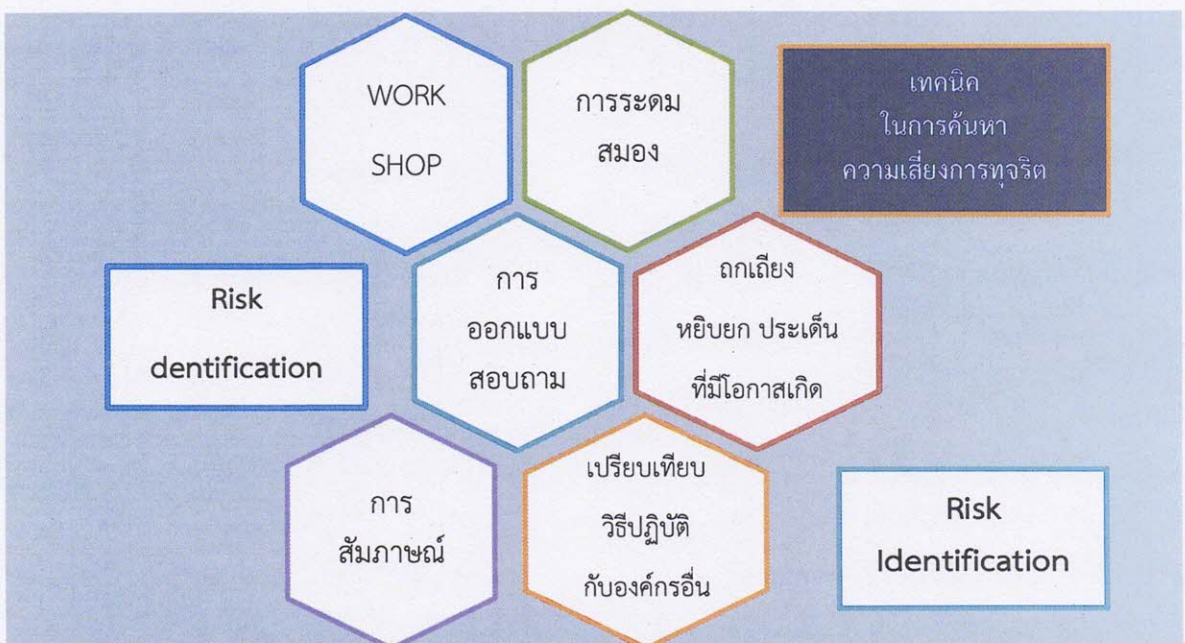 WORK
SHOP
การระดม
สมอง
เทคนิค
ในการค้นหา
ความเสี่ยงการทุจริต
Risk
dentification
การ
ออกแบบ
สอบถาม
ถกเถียง
หยิบยก ประเด็น
ที่มีโอกาสเกิด
การ
สัมภาษณ์
เปรียบเทียบ
วิธีปฏิบัติ
กับองค์กรอื่น
Risk
Identification